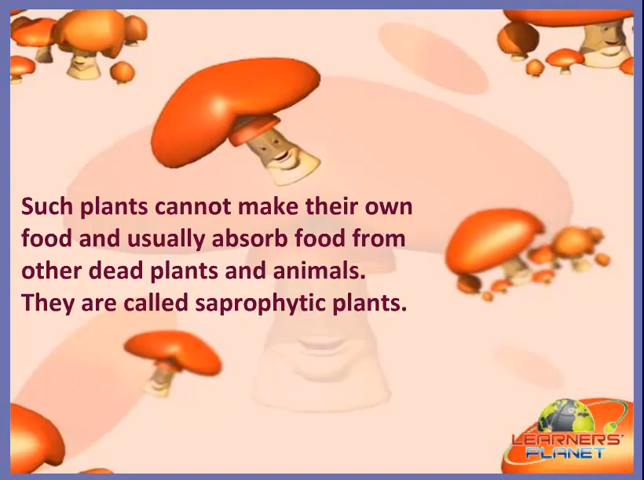 Such plants cannot make their own
food and usually absorb food from
other dead plants and animals.
They are called saprophytic plants.
LEARNERS'
PLANET